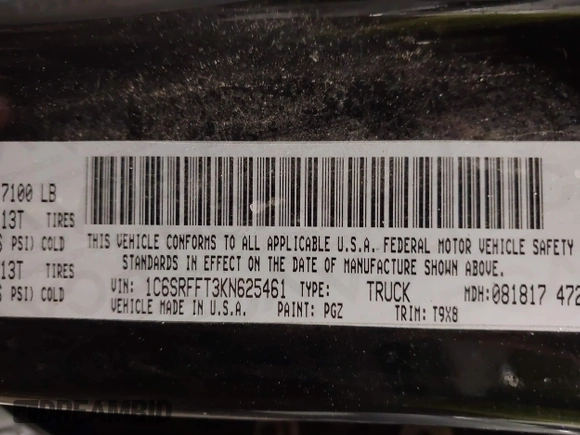 7100 LB
13T TIRES
PSI) COLD
13T TIRES
PSI) COLD
THIS VEHICLE CONFORMS TO ALL APPLICABLE U.S.A. FEDERAL MOTOR VEHICLE SAFETY
STANDARDS IN EFFECT ON THE DATE OF MANUFACTURE SHOWN ABOVE.
VIN: 1C6SRFFT3KN625461 TYPE: TRUCK MDH: 081817 472
VEHICLE MADE IN U.S.A. PAINT: PGZ TRIM: T9X8
DREAMBID